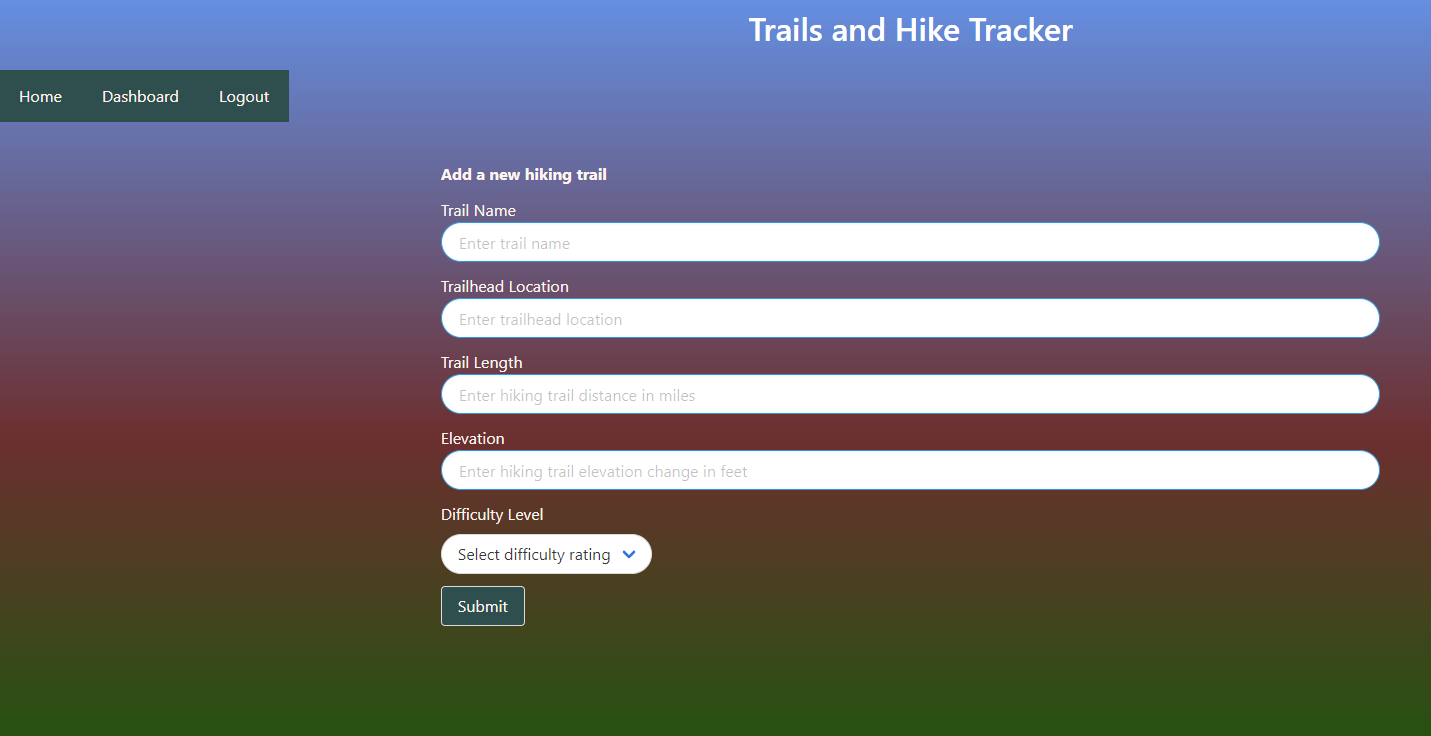 Trails and Hike Tracker
Home Dashboard Logout
Add a new hiking trail
Trail Name
Enter trail name
Trailhead Location
Enter trailhead location
Trail Length
Enter hiking trail distance in miles
Elevation
Enter hiking trail elevation change in feet
Difficulty Level
Select difficulty rating
Submit